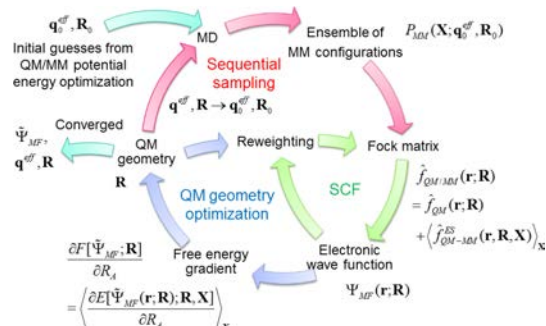 q₀^eff, R₀
Initial guesses from
QM/MM potential
energy optimization
MD
Ensemble of
MM configurations
P_MM(X; q₀^eff, R₀)
Sequential
sampling
q^eff, R → q₀^eff, R₀
Converged
Ψ̃_MF,
q^eff, R
QM
geometry
R
Reweighting
Fock matrix
QM geometry
optimization
SCF
f̂_QM/MM(r; R)
= f̂_QM(r; R)
+ ⟨f̂^ES_QM-MM(r, R, X)⟩_X
Free energy
gradient
Electronic
wave function
Ψ_MF(r; R)
∂F[Ψ̃_MF; R]
∂R_A
= ⟨∂E[Ψ̃_MF(r; R); R, X]
∂R_A⟩_X